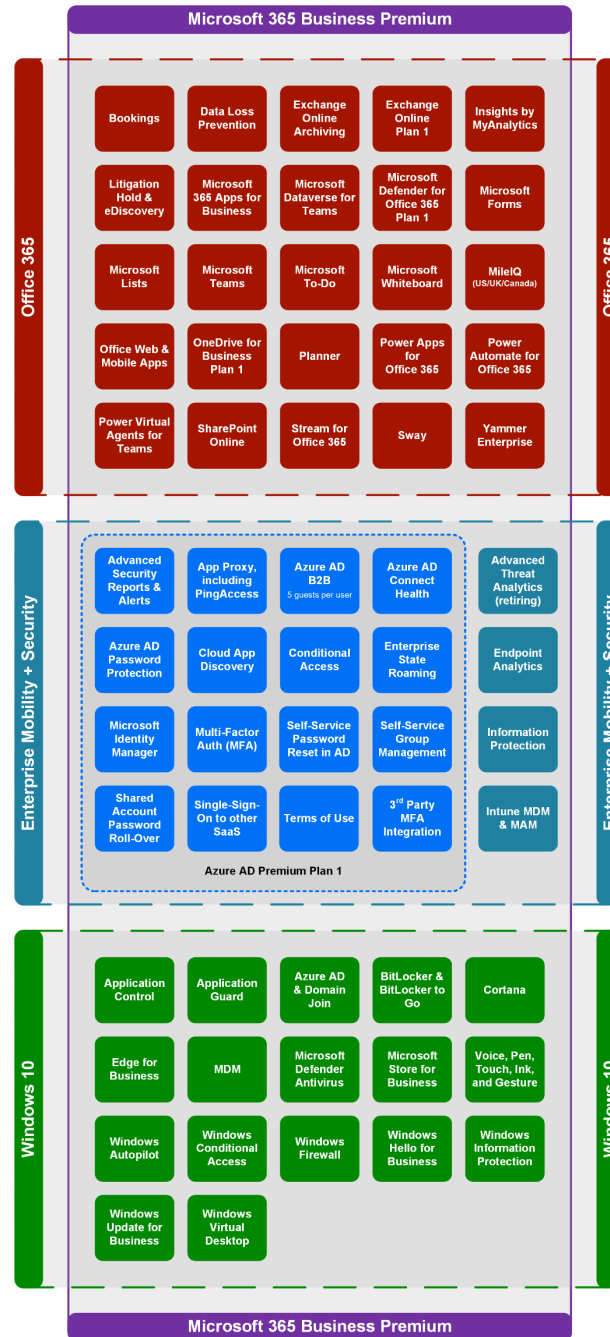 Microsoft 365 Business Premium
Office 365
Office 365
Bookings
Data Loss
Prevention
Exchange
Online
Archiving
Exchange
Online
Plan 1
Insights by
MyAnalytics
Litigation
Hold &
eDiscovery
Microsoft
365 Apps for
Business
Microsoft
Dataverse for
Teams
Microsoft
Defender for
Office 365
Plan 1
Microsoft
Forms
Microsoft
Lists
Microsoft
Teams
Microsoft
To-Do
Microsoft
Whiteboard
MileIQ
(US/UK/Canada)
Office Web &
Mobile Apps
OneDrive for
Business
Plan 1
Planner
Power Apps
for
Office 365
Power
Automate for
Office 365
Power Virtual
Agents for
Teams
SharePoint
Online
Stream for
Office 365
Sway
Yammer
Enterprise
Enterprise Mobility + Security
Enterprise Mobility + Security
Advanced
Security
Reports &
Alerts
App Proxy,
including
PingAccess
Azure AD
B2B
5 guests per user
Azure AD
Connect
Health
Advanced
Threat
Analytics
(retiring)
Azure AD
Password
Protection
Cloud App
Discovery
Conditional
Access
Enterprise
State
Roaming
Endpoint
Analytics
Microsoft
Identity
Manager
Multi-Factor
Auth (MFA)
Self-Service
Password
Reset in AD
Self-Service
Group
Management
Information
Protection
Shared
Account
Password
Roll-Over
Single-Sign-
On to other
SaaS
Terms of Use
3rd Party
MFA
Integration
Intune MDM
& MAM
Azure AD Premium Plan 1
Windows 10
Windows 10
Application
Control
Application
Guard
Azure AD
& Domain
Join
BitLocker &
BitLocker to
Go
Cortana
Edge for
Business
MDM
Microsoft
Defender
Antivirus
Microsoft
Store for
Business
Voice, Pen,
Touch, Ink,
and Gesture
Windows
Autopilot
Windows
Conditional
Access
Windows
Firewall
Windows
Hello for
Business
Windows
Information
Protection
Windows
Update for
Business
Windows
Virtual
Desktop
Microsoft 365 Business Premium